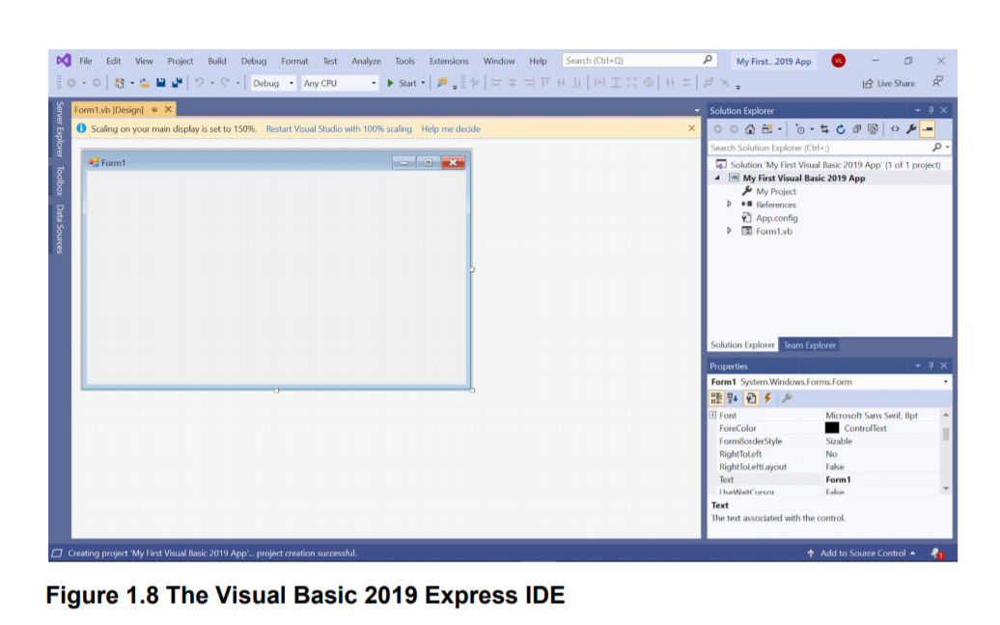 File Edit View Project Build Debug Format Test Analyze Tools Extensions Window Help Search (Ctrl+Q) My First...2019 App VL
Debug Any CPU Start Live Share
Server Explorer
Toolbox
Data Sources
Form1.vb [Design]
Scaling on your main display is set to 150%. Restart Visual Studio with 100% scaling Help me decide
Form1
Solution Explorer
Search Solution Explorer (Ctrl+;)
Solution 'My First Visual Basic 2019 App' (1 of 1 project)
VB My First Visual Basic 2019 App
My Project
References
App.config
Form1.vb
Solution Explorer Team Explorer
Properties
Form1 System.Windows.Forms.Form
Font Microsoft Sans Serif, 8pt
ForeColor ControlText
FormBorderStyle Sizable
RightToLeft No
RightToLeftLayout False
Text Form1
UseWaitCursor False
Text
The text associated with the control.
Creating project 'My First Visual Basic 2019 App'... project creation successful. Add to Source Control 1
Figure 1.8 The Visual Basic 2019 Express IDE